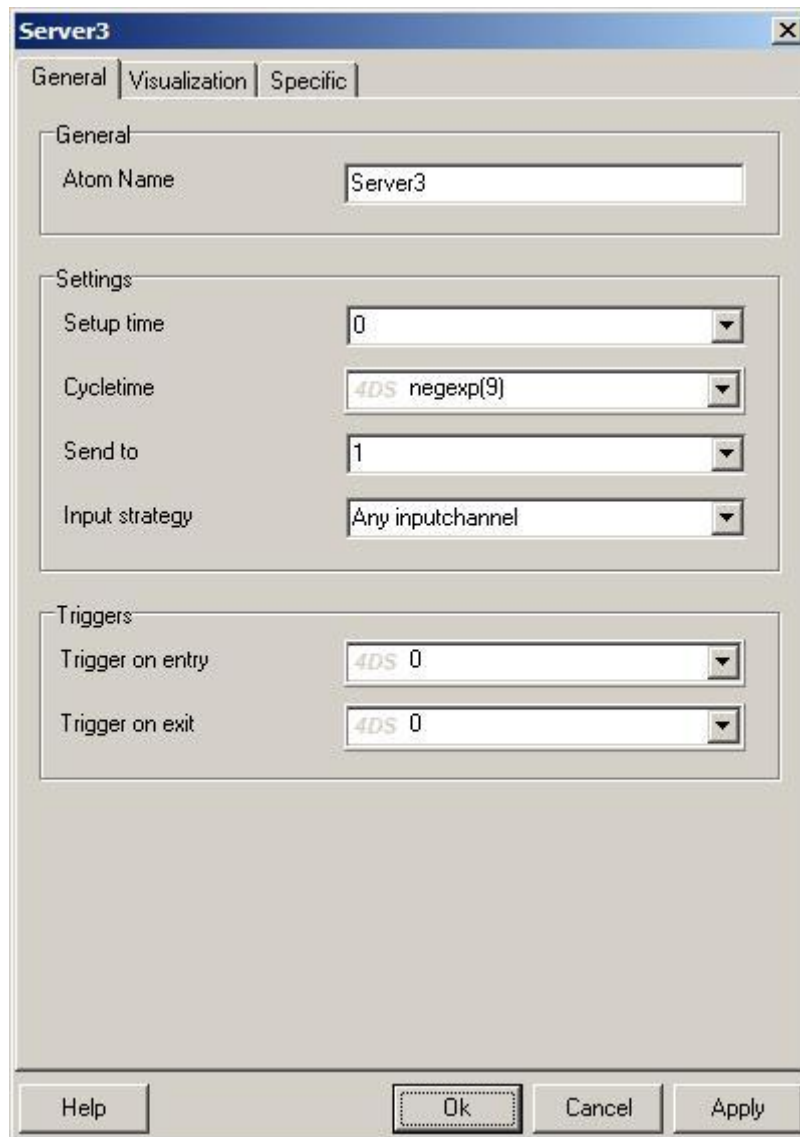 Server3
General Visualization Specific
General
Atom Name Server3
Settings
Setup time 0
Cycletime 4DS negexp(9)
Send to 1
Input strategy Any inputchannel
Triggers
Trigger on entry 4DS 0
Trigger on exit 4DS 0
Help Ok Cancel Apply